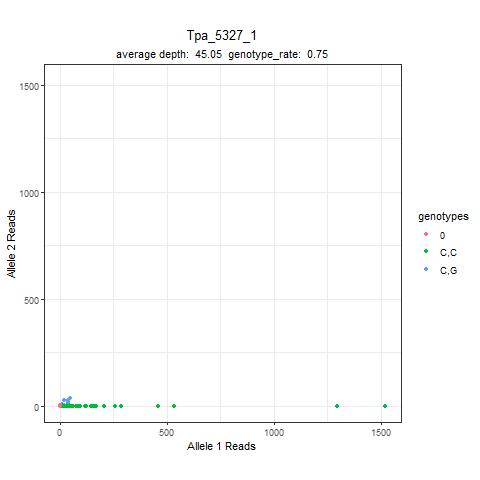 Tpa_5327_1
average depth: 45.05 genotype_rate: 0.75
1500
1000
500
0
Allele 2 Reads
0 500 1000 1500
Allele 1 Reads
genotypes
0
C,C
C,G